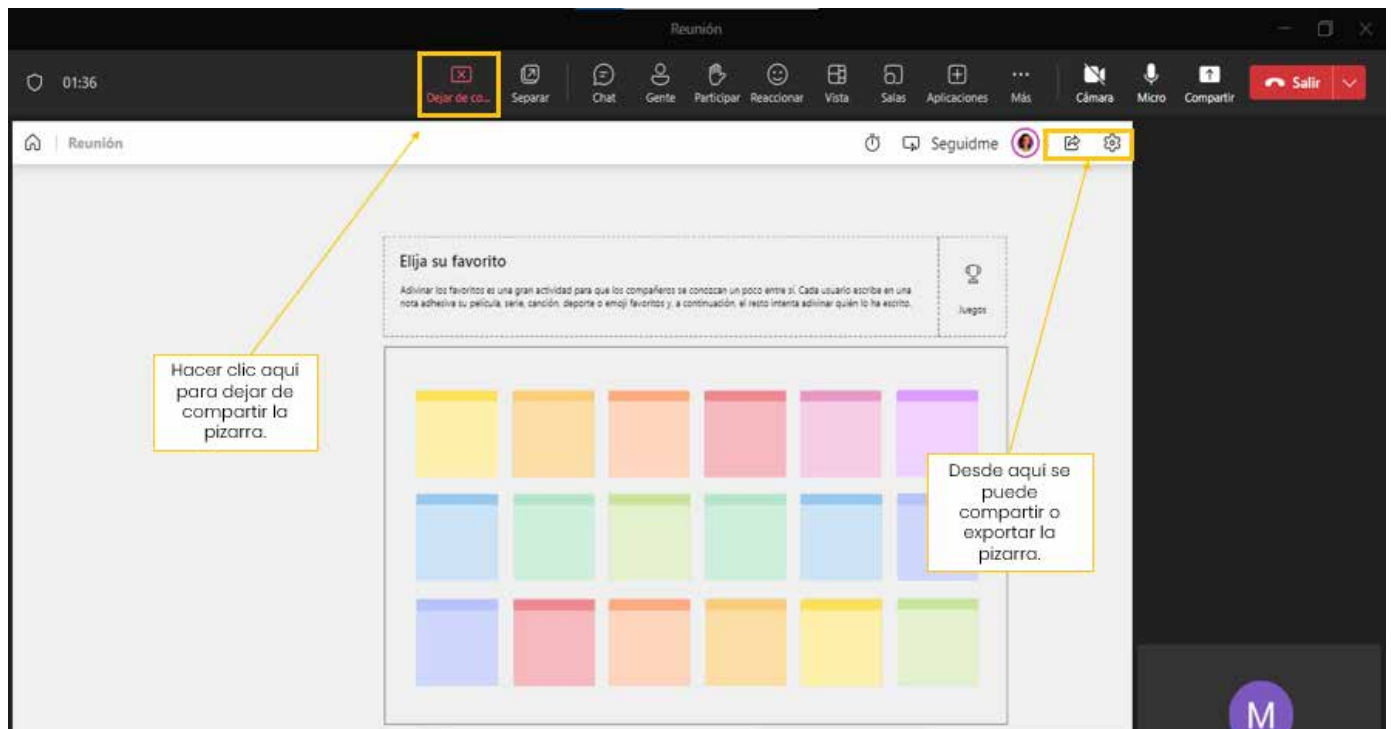 Reunión
01:36
Dejar de co...
Separar
Chat
Gente
Participar
Reaccionar
Vista
Salas
Aplicaciones
Más
Cámara
Micro
Compartir
Salir
Reunión
Seguidme
Elija su favorito
Adivinar los favoritos es una gran actividad para que los compañeros se conozcan un poco entre sí. Cada usuario escribe en una
nota adhesiva su película, serie, canción, deporte o emoji favoritos y, a continuación, el resto intenta adivinar quién lo ha escrito.
Juegos
Hacer clic aquí
para dejar de
compartir la
pizarra.
Desde aquí se
puede
compartir o
exportar la
pizarra.
M